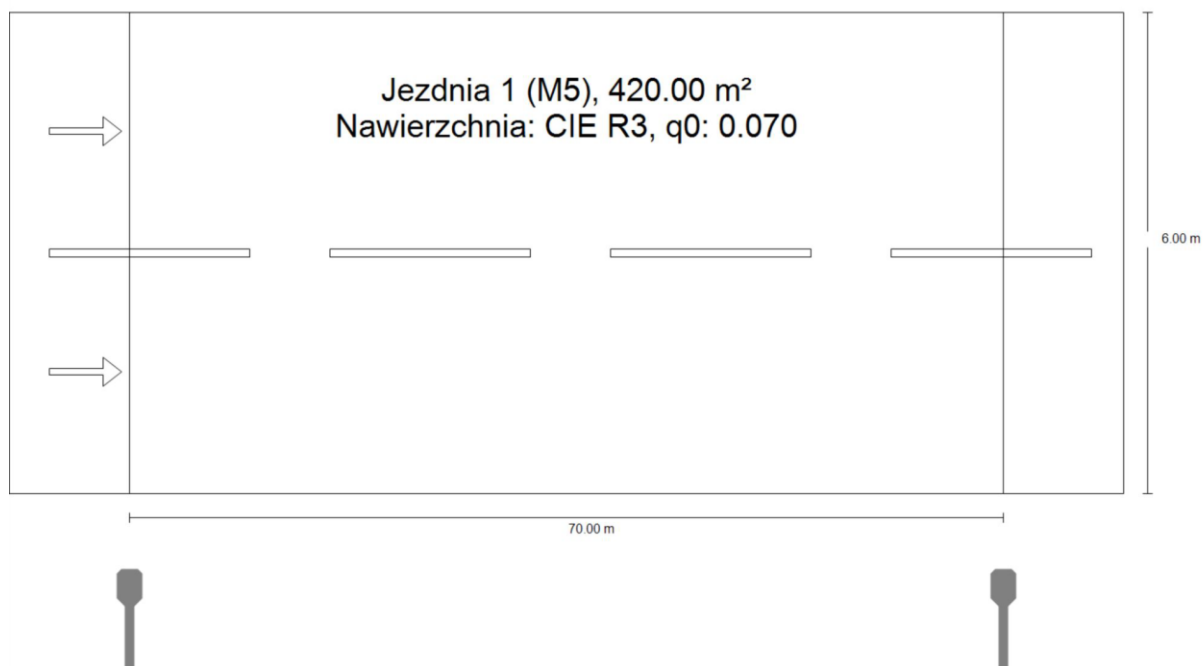 Jezdnia 1 (M5), 420.00 m²
Nawierzchnia: CIE R3, q0: 0.070
6.00 m
70.00 m